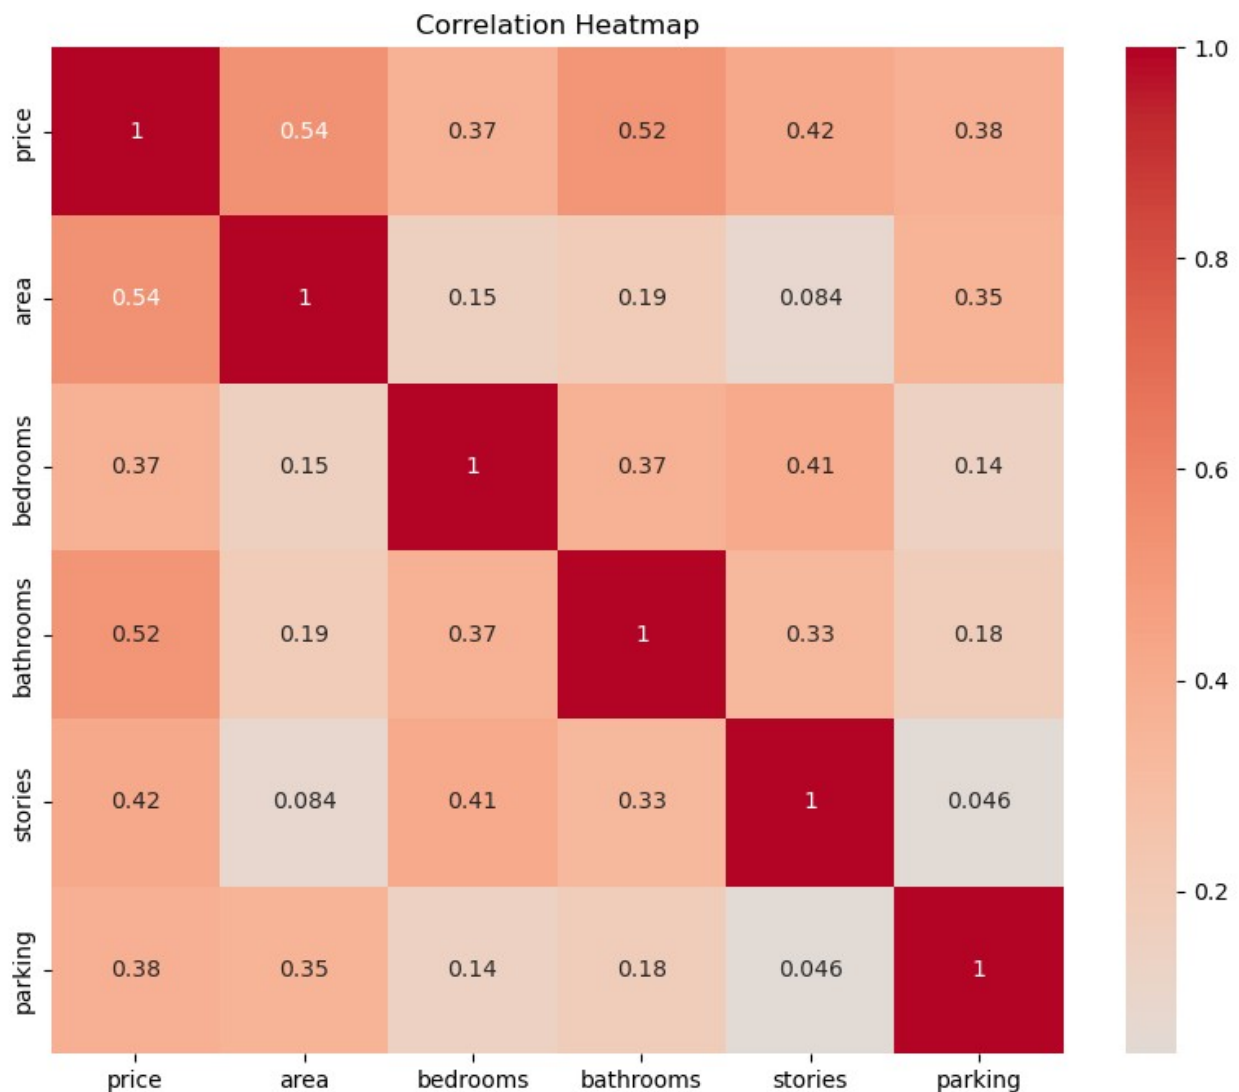 Correlation Heatmap
price 1 0.54 0.37 0.52 0.42 0.38
area 0.54 1 0.15 0.19 0.084 0.35
bedrooms 0.37 0.15 1 0.37 0.41 0.14
bathrooms 0.52 0.19 0.37 1 0.33 0.18
stories 0.42 0.084 0.41 0.33 1 0.046
parking 0.38 0.35 0.14 0.18 0.046 1
price area bedrooms bathrooms stories parking
1.0
0.8
0.6
0.4
0.2